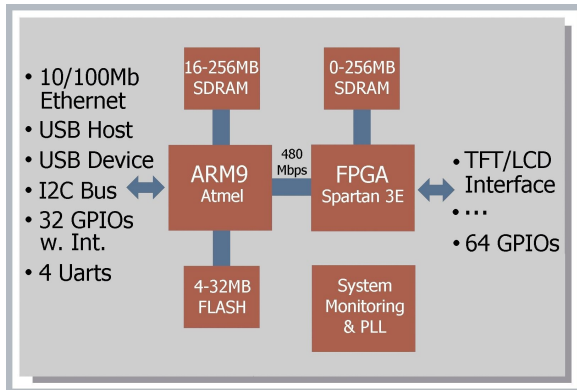 • 10/100Mb
Ethernet
• USB Host
• USB Device
• I2C Bus
• 32 GPIOs
w. Int.
• 4 Uarts
16-256MB
SDRAM
0-256MB
SDRAM
ARM9
Atmel
480
Mbps
FPGA
Spartan 3E
4-32MB
FLASH
System
Monitoring
& PLL
• TFT/LCD
Interface
• ...
• 64 GPIOs